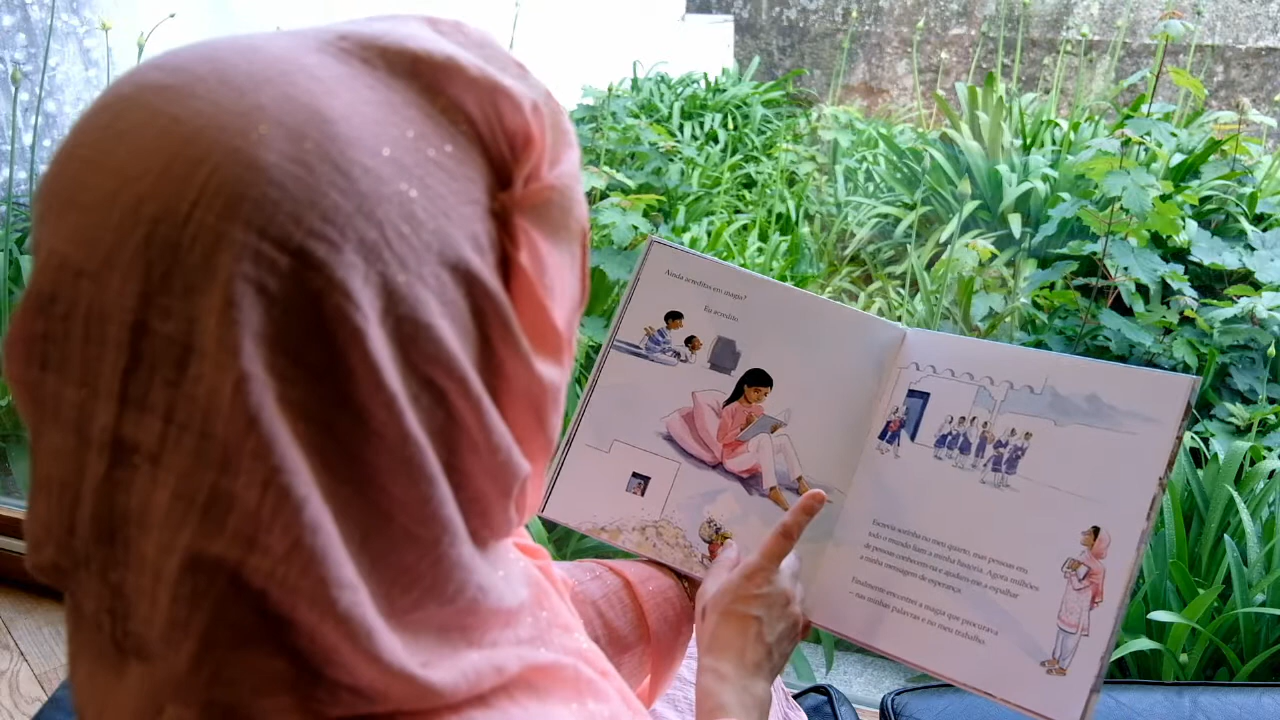 Ainda acreditas em magia?
Eu acredito.
Escrevia sozinha no meu quarto, mas pessoas em
todo o mundo liam a minha história. Agora milhões
de pessoas conhecem-na e ajudam-me a espalhar
a minha mensagem de esperança.
Finalmente encontrei a magia que procurava
– nas minhas palavras e no meu trabalho.